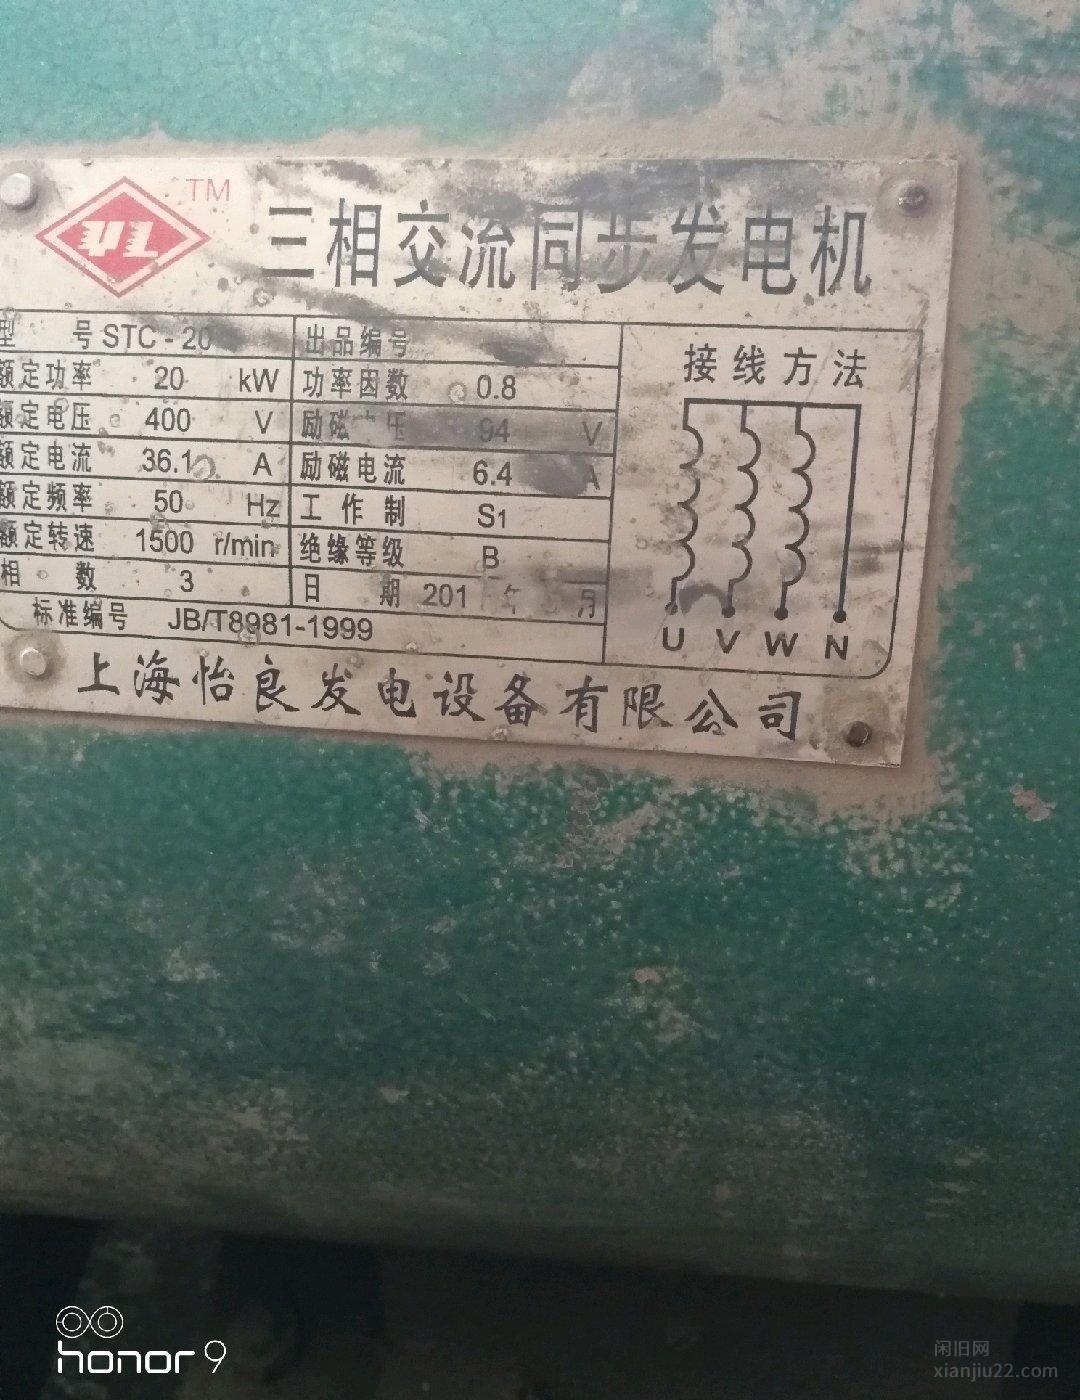 YL TM
三相交流同步发电机
型 号 STC-20 出品编号
额定功率 20 kW 功率因数 0.8
额定电压 400 V 励磁电压 94 V
额定电流 36.1 A 励磁电流 6.4 A
额定频率 50 Hz 工作制 S1
额定转速 1500 r/min 绝缘等级 B
相 数 3 日 期 201 年 月
标准编号 JB/T8981-1999
接线方法
U V W N
上海怡良发电设备有限公司
honor 9
闲旧网
xianjiu22.com